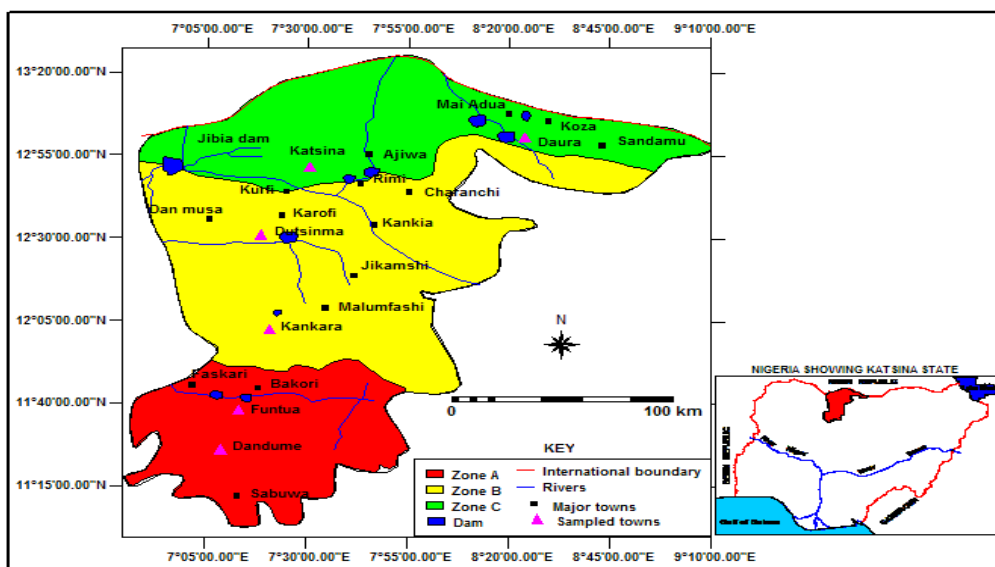 7°05'00.00"E 7°30'00.00"E 7°55'00.00"E 8°20'00.00"E 8°45'00.00"E 9°10'00.00"E
13°20'00.00"N
Mai Adua
Koza
Jibia dam
Daura
Sandamu
12°55'00.00"N
Katsina
Ajiwa
Rimi
Kurfi
Charanchi
Dan musa
Karofi
Kankia
12°30'00.00"N
Dutsinma
Jikamshi
Malumfashi
12°05'00.00"N
Kankara
N
Faskari
Bakori
NIGERIA SHOWING KATSINA STATE
11°40'00.00"N
Funtua
0 100 km
Dandume
KEY
BENIN REPUBLIC
Zone A
International boundary
11°15'00.00"N
Zone B
Rivers
Sabuwa
Zone C
Major towns
Dam
Sampled towns
7°05'00.00"E 7°30'00.00"E 7°55'00.00"E 8°20'00.00"E 8°45'00.00"E 9°10'00.00"E